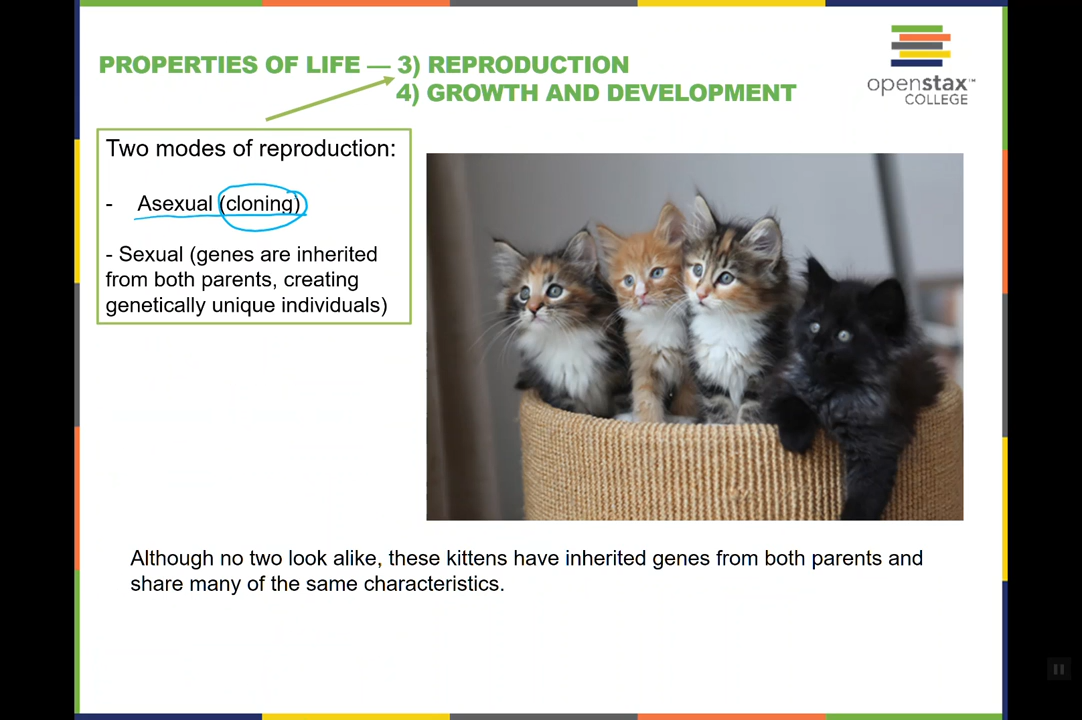 PROPERTIES OF LIFE — 3) REPRODUCTION
4) GROWTH AND DEVELOPMENT
openstax™
COLLEGE
Two modes of reproduction:
- Asexual (cloning)
- Sexual (genes are inherited
from both parents, creating
genetically unique individuals)
Although no two look alike, these kittens have inherited genes from both parents and
share many of the same characteristics.